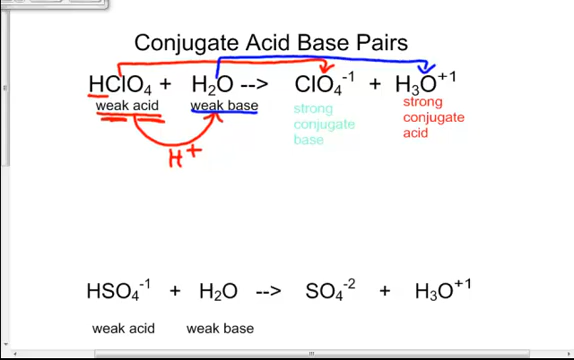 Conjugate Acid Base Pairs
HClO₄ + H₂O --> ClO₄⁻¹ + H₃O⁺¹
weak acid weak base strong conjugate base strong conjugate acid
H+
HSO₄⁻¹ + H₂O --> SO₄⁻² + H₃O⁺¹
weak acid weak base